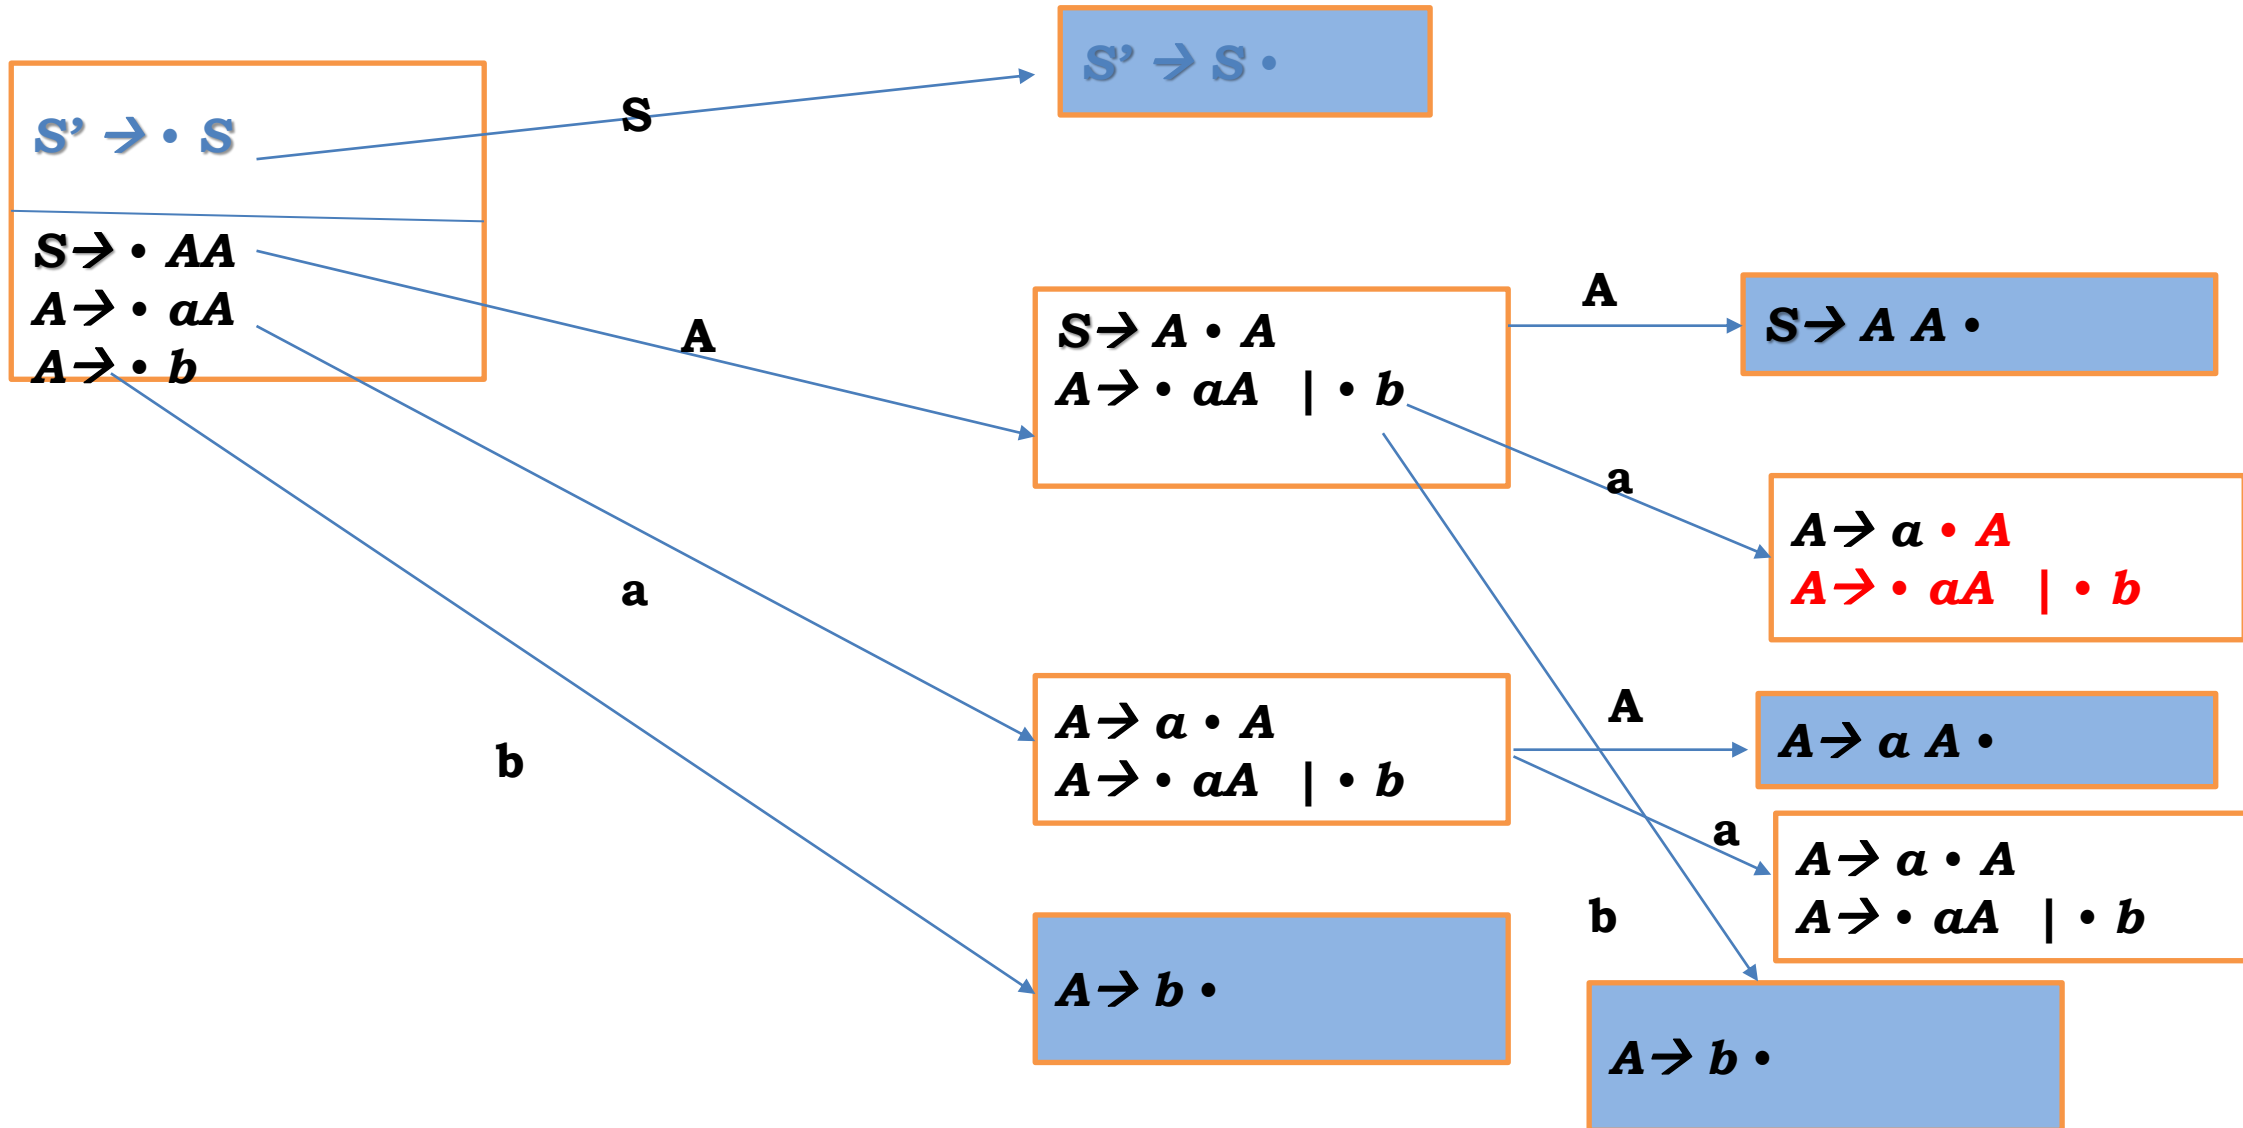 S’ → • S
S → • AA
A → • aA
A → • b
S
S’ → S •
A
a
b
S → A • A
A → • aA | • b
A
S → A A •
a
A → a • A
A → • aA | • b
b
A → a • A
A → • aA | • b
A
A → a A •
a
A → a • A
A → • aA | • b
A → b •
A → b •